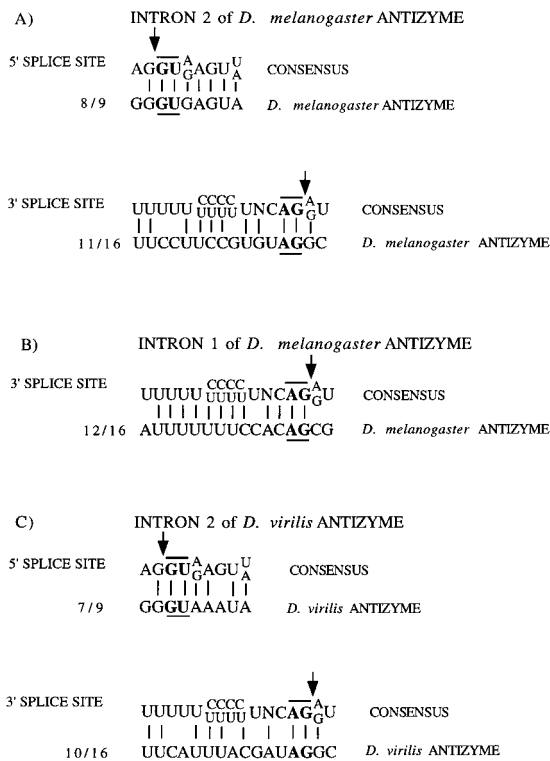 A) INTRON 2 of D. melanogaster ANTIZYME
5' SPLICE SITE AGGU A/G AGU U/A CONSENSUS
8/9 GGGUGAGUA D. melanogaster ANTIZYME
3' SPLICE SITE UUUUU CCCC/UUUU UNCAG A/G U CONSENSUS
11/16 UUCCUUCCGUGUAGGC D. melanogaster ANTIZYME
B) INTRON 1 of D. melanogaster ANTIZYME
3' SPLICE SITE UUUUU CCCC/UUUU UNCAG A/G U CONSENSUS
12/16 AUUUUUUUCCACAGCG D. melanogaster ANTIZYME
C) INTRON 2 of D. virilis ANTIZYME
5' SPLICE SITE AGGU A/G AGU U/A CONSENSUS
7/9 GGGUAAAUA D. virilis ANTIZYME
3' SPLICE SITE UUUUU CCCC/UUUU UNCAG A/G U CONSENSUS
10/16 UUCAUUUACGAUAGGC D. virilis ANTIZYME